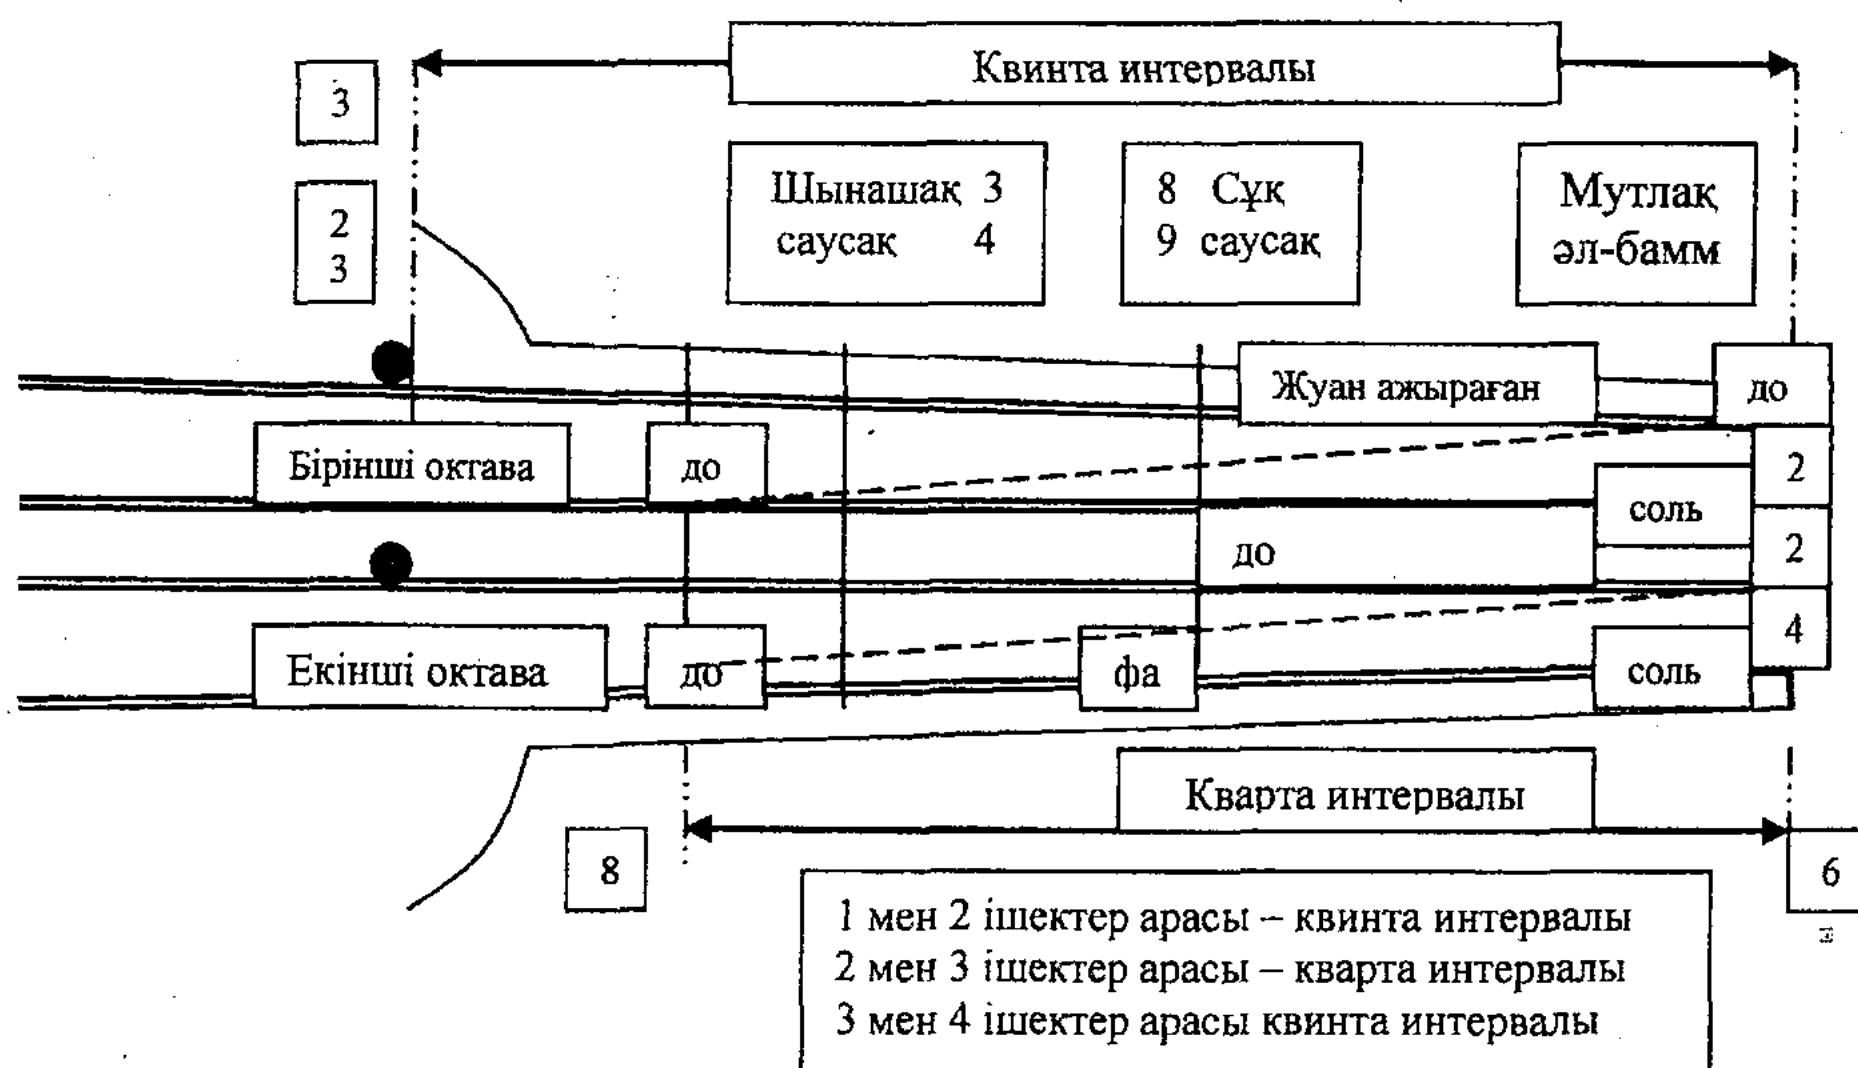 Квинта интервалы
3
2
3
Шынашақ 3
саусақ 4
8 Сұқ
9 саусақ
Мутлақ
әл-бамм
Жуан ажыраған
до
Бірінші октава
до
2
соль
до
2
Екінші октава
до
фа
соль
4
Кварта интервалы
8
6
1 мен 2 ішектер арасы – квинта интервалы
2 мен 3 ішектер арасы – кварта интервалы
3 мен 4 ішектер арасы квинта интервалы